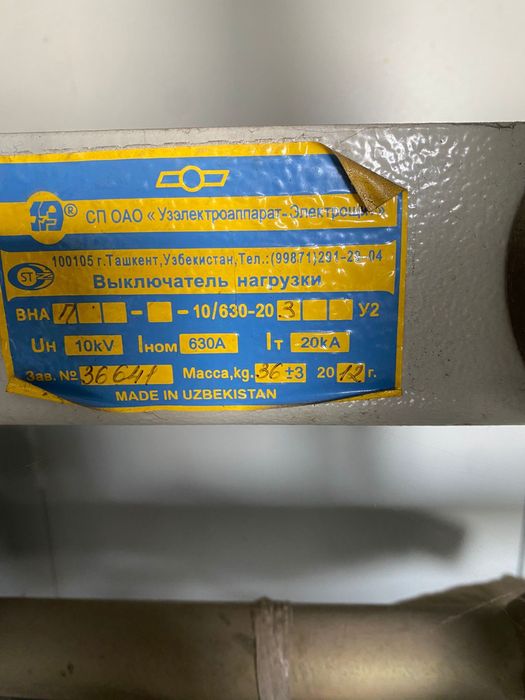 СП ОАО «Узэлектроаппарат-Электрощит»
100105 г.Ташкент,Узбекистан,Тел.:(99871)291-28-04
ST
Выключатель нагрузки
ВНА П - - 10/630-20 З У2
Uн 10kV Iном 630A Iт 20kA
Зав. № 36641 Масса,kg. 36 ±3 2012 г.
MADE IN UZBEKISTAN